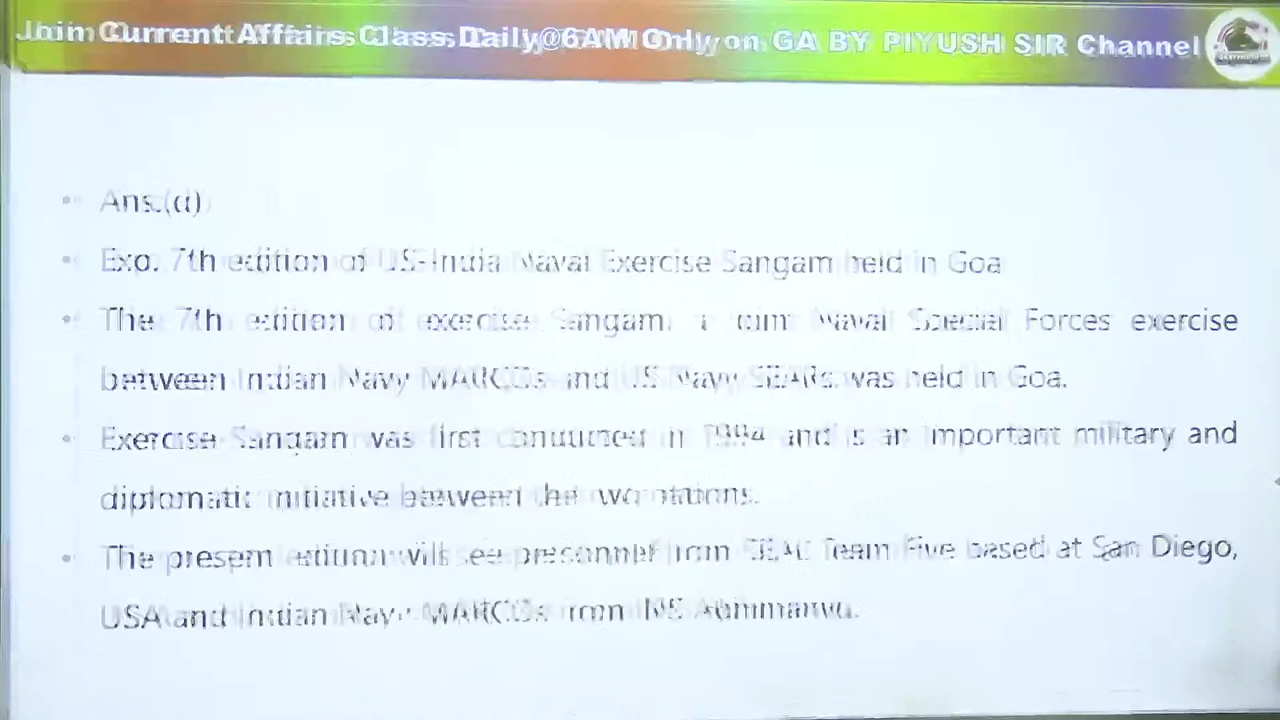 Join Current Affairs Class Daily@6AM Only on GA BY PIYUSH SIR Channel
• Ans.(d)
• Exp. 7th edition of US-India Naval Exercise Sangam held in Goa
• The 7th edition of exercise Sangam, a joint Naval Special Forces exercise
between Indian Navy MARCOs and US Navy SEALs was held in Goa.
• Exercise Sangam was first conducted in 1994 and is an important military and
diplomatic initiative between the two nations.
• The present edition will see personnel from SEAL Team Five based at San Diego,
USA and Indian Navy MARCOs from INS Abhimanyu.